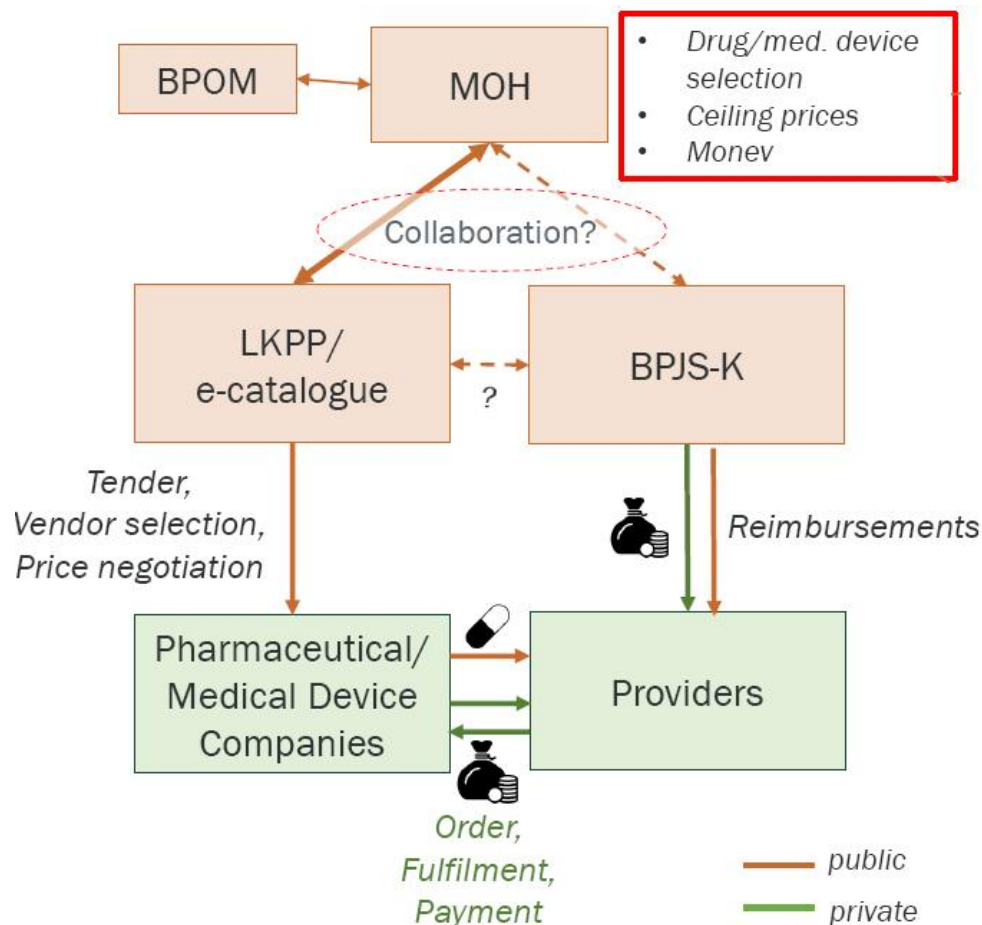 BPOM
MOH
• Drug/med. device
selection
• Ceiling prices
• Monev
Collaboration?
LKPP/
e-catalogue
?
BPJS-K
Tender,
Vendor selection,
Price negotiation
Reimbursements
Pharmaceutical/
Medical Device
Companies
Providers
Order,
Fulfilment,
Payment
public
private